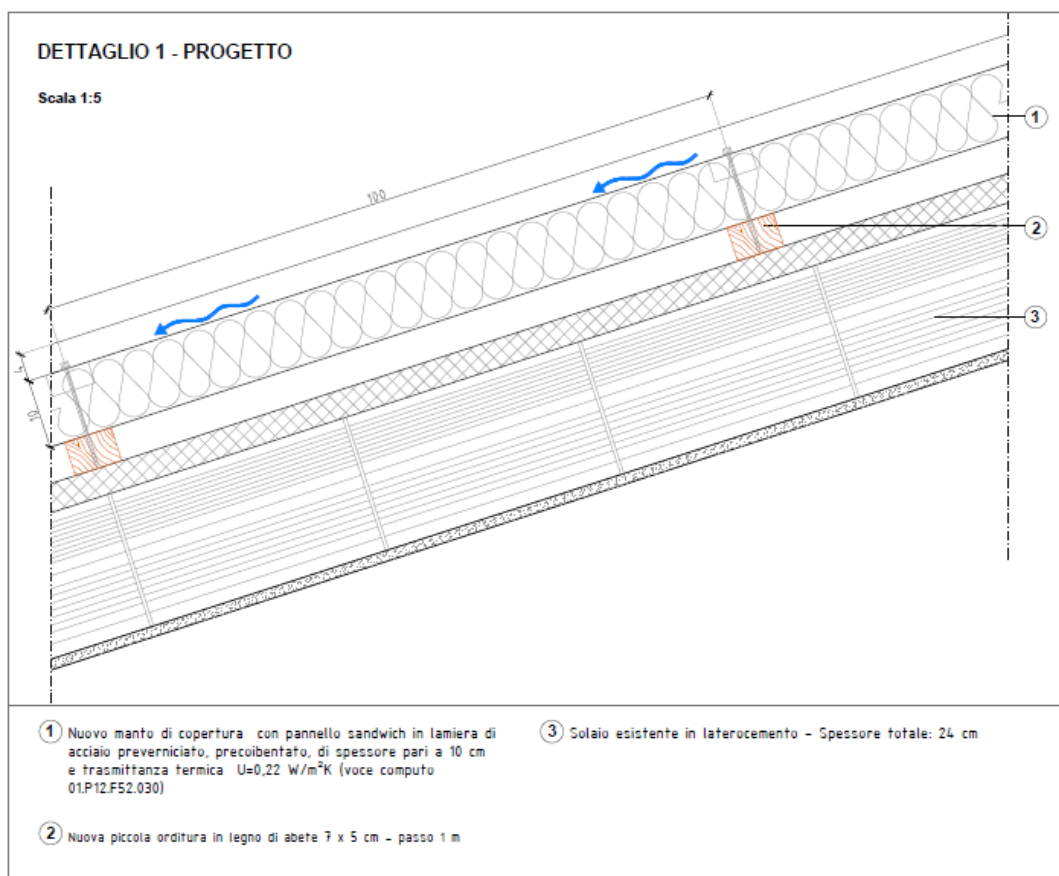 DETTAGLIO 1 - PROGETTO
Scala 1:5
1
100
2
3
4
10
1 Nuovo manto di copertura con pannello sandwich in lamiera di
acciaio preverniciato, precoibentato, di spessore pari a 10 cm
e trasmittanza termica U=0,22 W/m²K (voce computo
01.P12.F52.030)
2 Nuova piccola orditura in legno di abete 7 x 5 cm - passo 1 m
3 Solaio esistente in laterocemento - Spessore totale: 24 cm